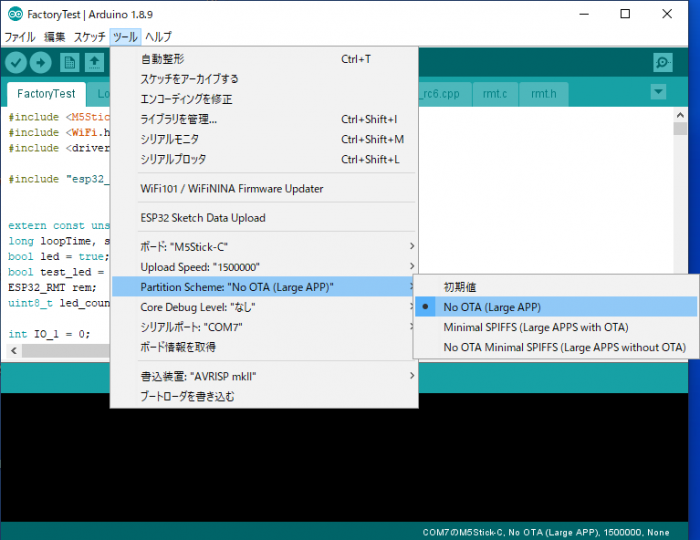 FactoryTest | Arduino 1.8.9
ファイル 編集 スケッチ ツール ヘルプ
自動整形 Ctrl+T
スケッチをアーカイブする
エンコーディングを修正
ライブラリを管理... Ctrl+Shift+I
シリアルモニタ Ctrl+Shift+M
シリアルプロッタ Ctrl+Shift+L
WiFi101 / WiFiNINA Firmware Updater
ESP32 Sketch Data Upload
ボード: "M5Stick-C"
Upload Speed: "1500000"
Partition Scheme: "No OTA (Large APP)"
Core Debug Level: "なし"
シリアルポート: "COM7"
ボード情報を取得
書込装置: "AVRISP mkII"
ブートローダを書き込む
初期値
No OTA (Large APP)
Minimal SPIFFS (Large APPS with OTA)
No OTA Minimal SPIFFS (Large APPS without OTA)
FactoryTest Lo _rc6.cpp rmt.c rmt.h
#include <M5Stick
#include <WiFi.h
#include <driver
#include "esp32_
extern const uns
long loopTime, s
bool led = true;
bool test_led =
ESP32_RMT rem;
uint8_t led_coun
int IO_1 = 0;
COM7のM5Stick-C, No OTA (Large APP), 1500000, None